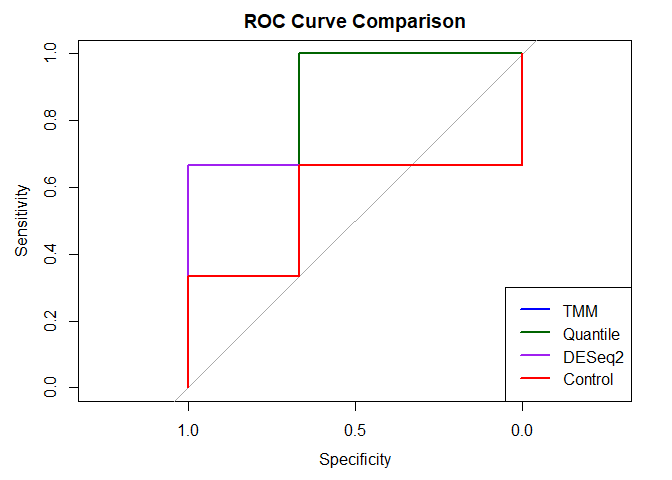 ROC Curve Comparison
Sensitivity
1.0
0.8
0.6
0.4
0.2
0.0
TMM
Quantile
DESeq2
Control
1.0 0.5 0.0
Specificity